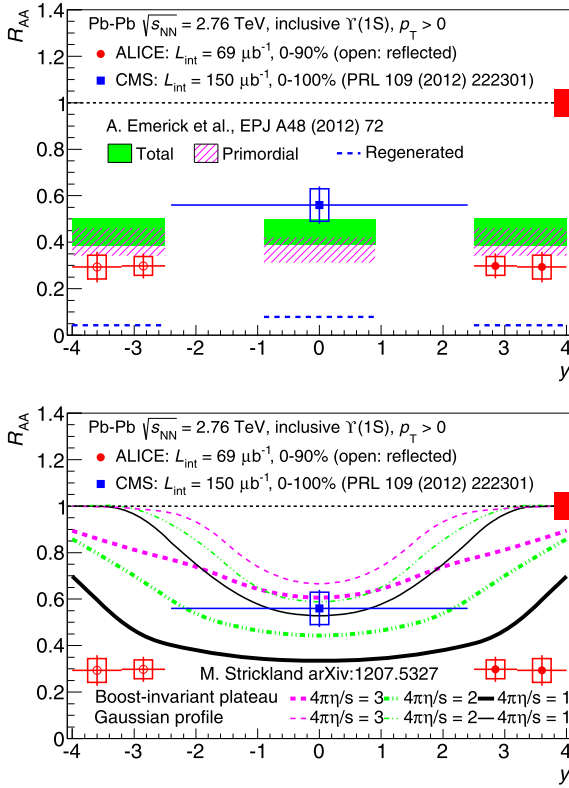 R_AA
1.4
Pb-Pb √s_NN = 2.76 TeV, inclusive ϒ(1S), p_T > 0
ALICE: L_int = 69 μb⁻¹, 0-90% (open: reflected)
1.2
CMS: L_int = 150 μb⁻¹, 0-100% (PRL 109 (2012) 222301)
1
A. Emerick et al., EPJ A48 (2012) 72
0.8
Total Primordial Regenerated
0.6
0.4
0.2
0
-4 -3 -2 -1 0 1 2 3 4
y
R_AA
1.4
Pb-Pb √s_NN = 2.76 TeV, inclusive ϒ(1S), p_T > 0
ALICE: L_int = 69 μb⁻¹, 0-90% (open: reflected)
1.2
CMS: L_int = 150 μb⁻¹, 0-100% (PRL 109 (2012) 222301)
1
0.8
0.6
0.4
M. Strickland arXiv:1207.5327
0.2
Boost-invariant plateau 4πη/s = 3 4πη/s = 2 4πη/s = 1
Gaussian profile 4πη/s = 3 4πη/s = 2 4πη/s = 1
0
-4 -3 -2 -1 0 1 2 3 4
y